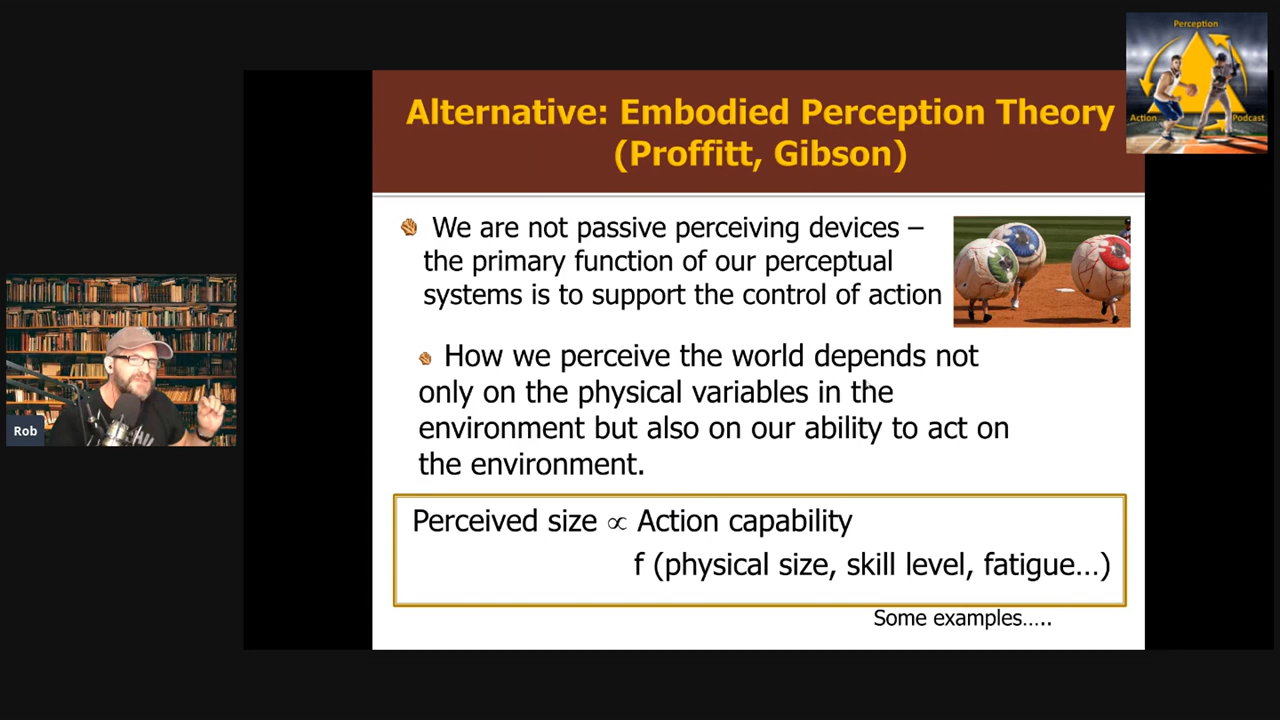 Perception
Action
Podcast
Alternative: Embodied Perception Theory
(Proffitt, Gibson)
We are not passive perceiving devices –
the primary function of our perceptual
systems is to support the control of action
How we perceive the world depends not
only on the physical variables in the
environment but also on our ability to act on
the environment.
Rob
Perceived size ∝ Action capability
f (physical size, skill level, fatigue...)
Some examples.....